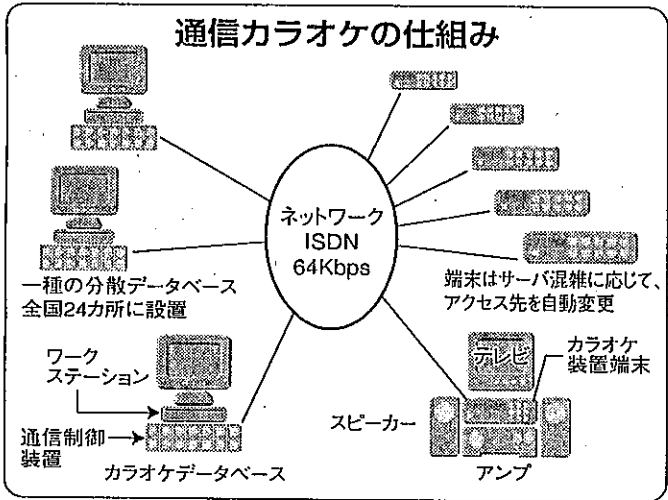 通信カラオケの仕組み
ネットワーク
ISDN
64Kbps
一種の分散データベース
全国24カ所に設置
端末はサーバ混雑に応じて、
アクセス先を自動変更
ワーク
ステーション
通信制御
装置
カラオケデータベース
テレビ
カラオケ
装置端末
スピーカー
アンプ